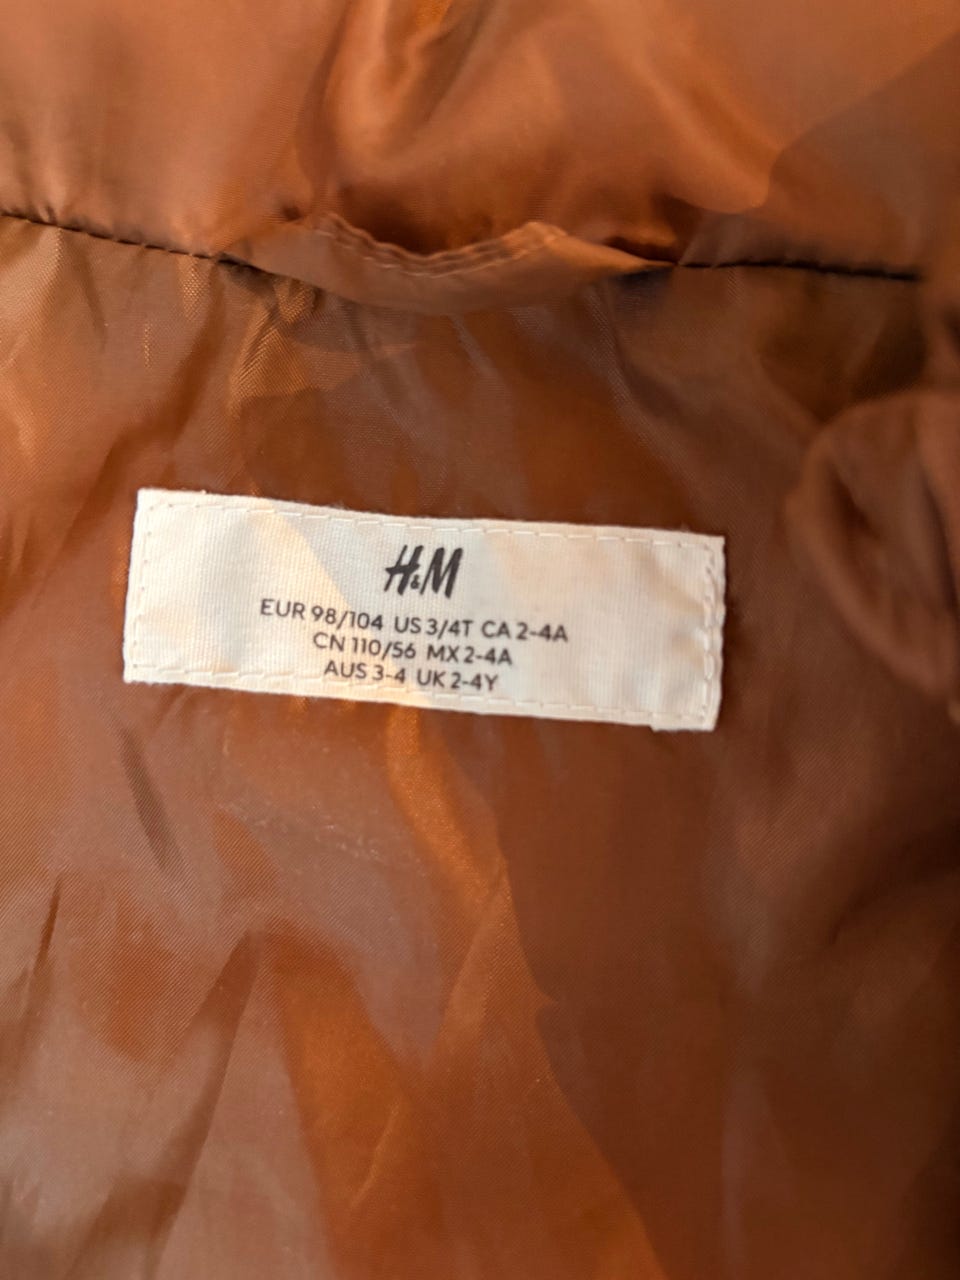 H&M
EUR 98/104 US 3/4T CA 2-4A
CN 110/56 MX 2-4A
AUS 3-4 UK 2-4Y